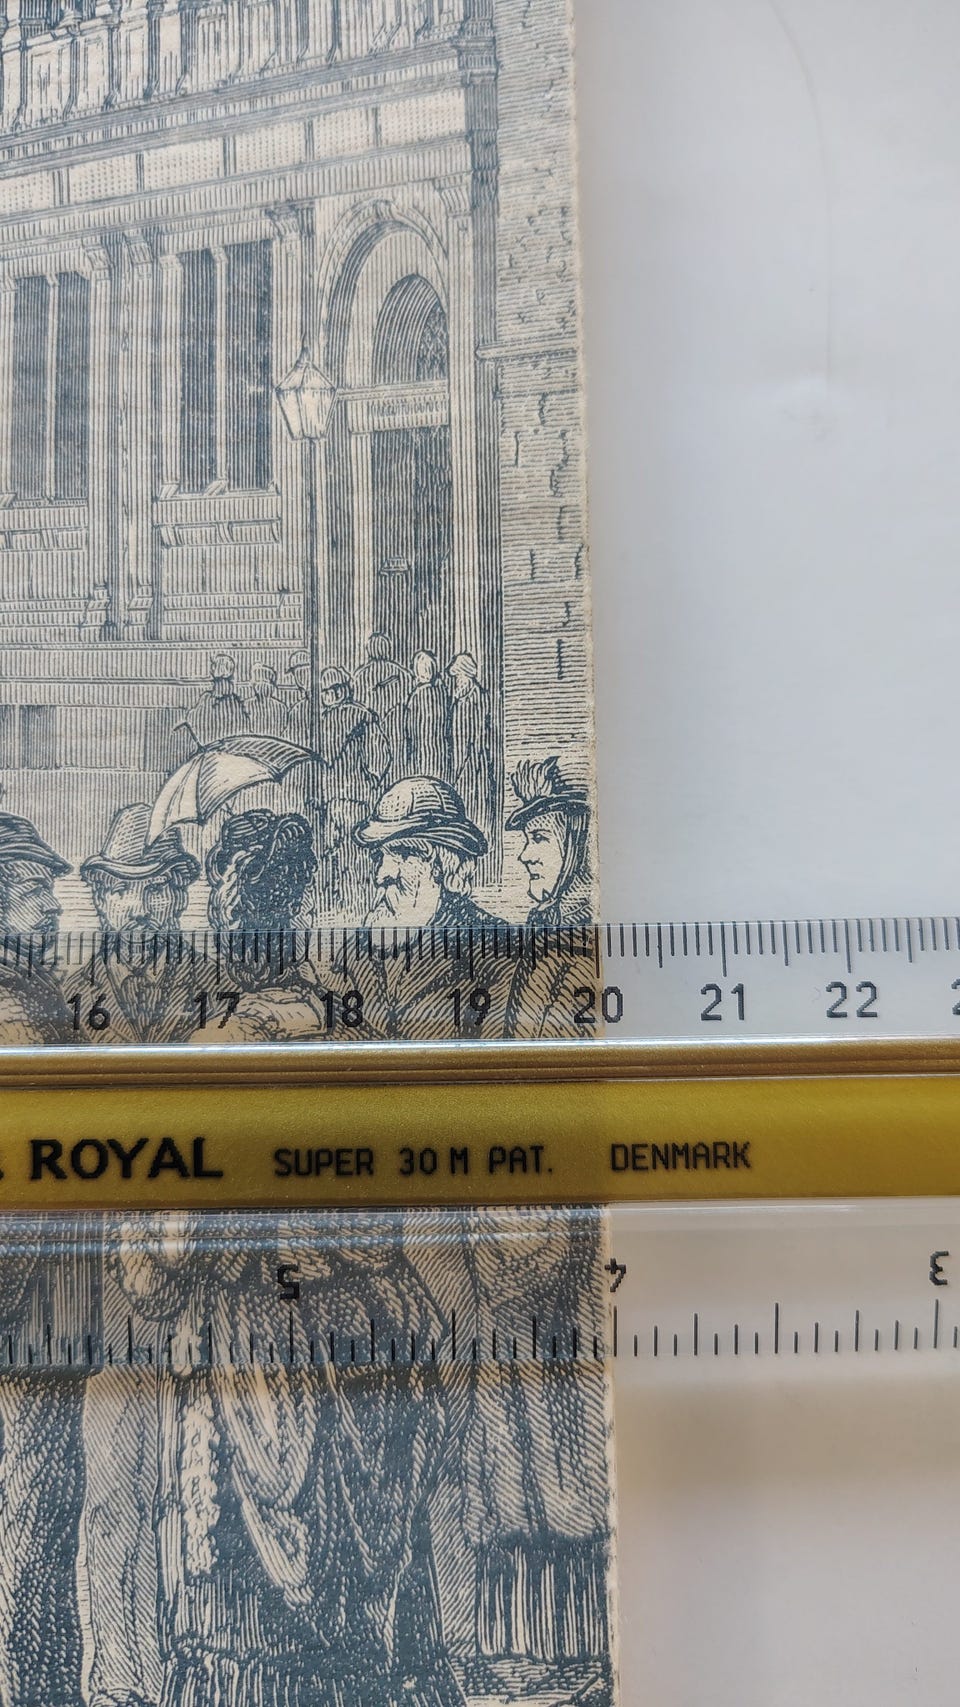 16 17 18 19 20 21 22
ROYAL SUPER 30 M PAT. DENMARK
5 4 3